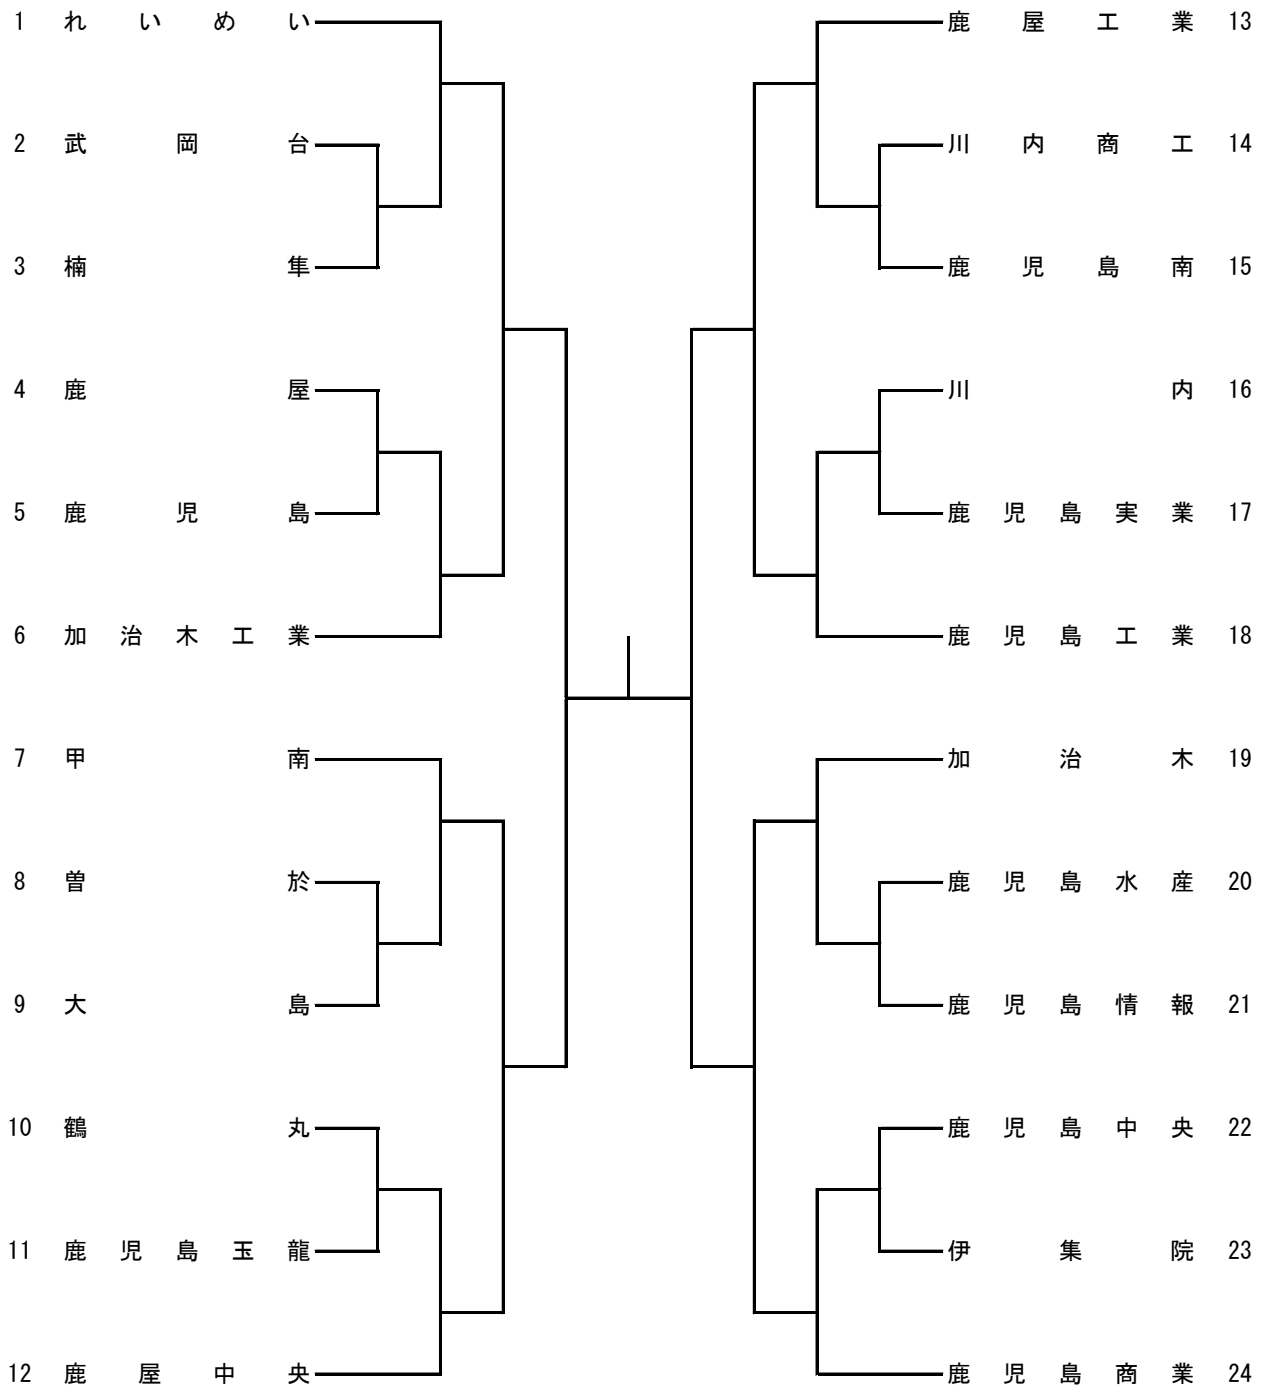 1 れいめい
2 武岡台
3 楠隼
4 鹿屋
5 鹿児島
6 加治木工業
7 甲南
8 曽於
9 大島
10 鶴丸
11 鹿児島玉龍
12 鹿屋中央
鹿屋工業 13
川内商工 14
鹿児島南 15
川内 16
鹿児島実業 17
鹿児島工業 18
加治木 19
鹿児島水産 20
鹿児島情報 21
鹿児島中央 22
伊集院 23
鹿児島商業 24